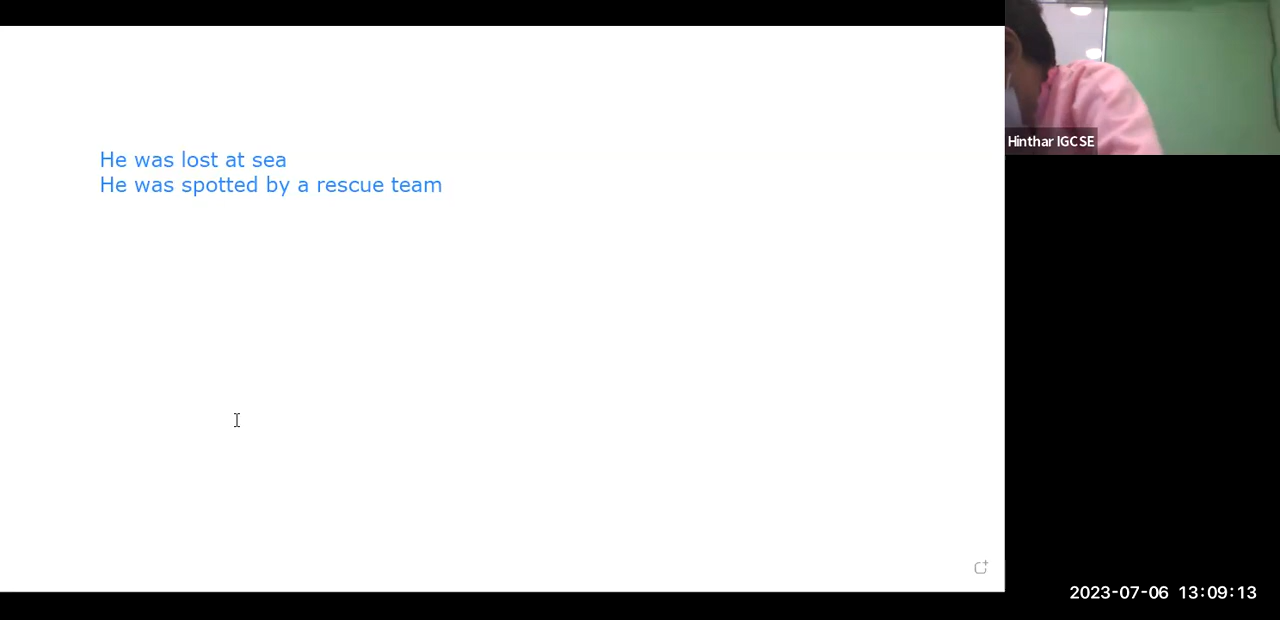 He was lost at sea
He was spotted by a rescue team
Hinthar IGCSE
2023-07-06 13:09:13